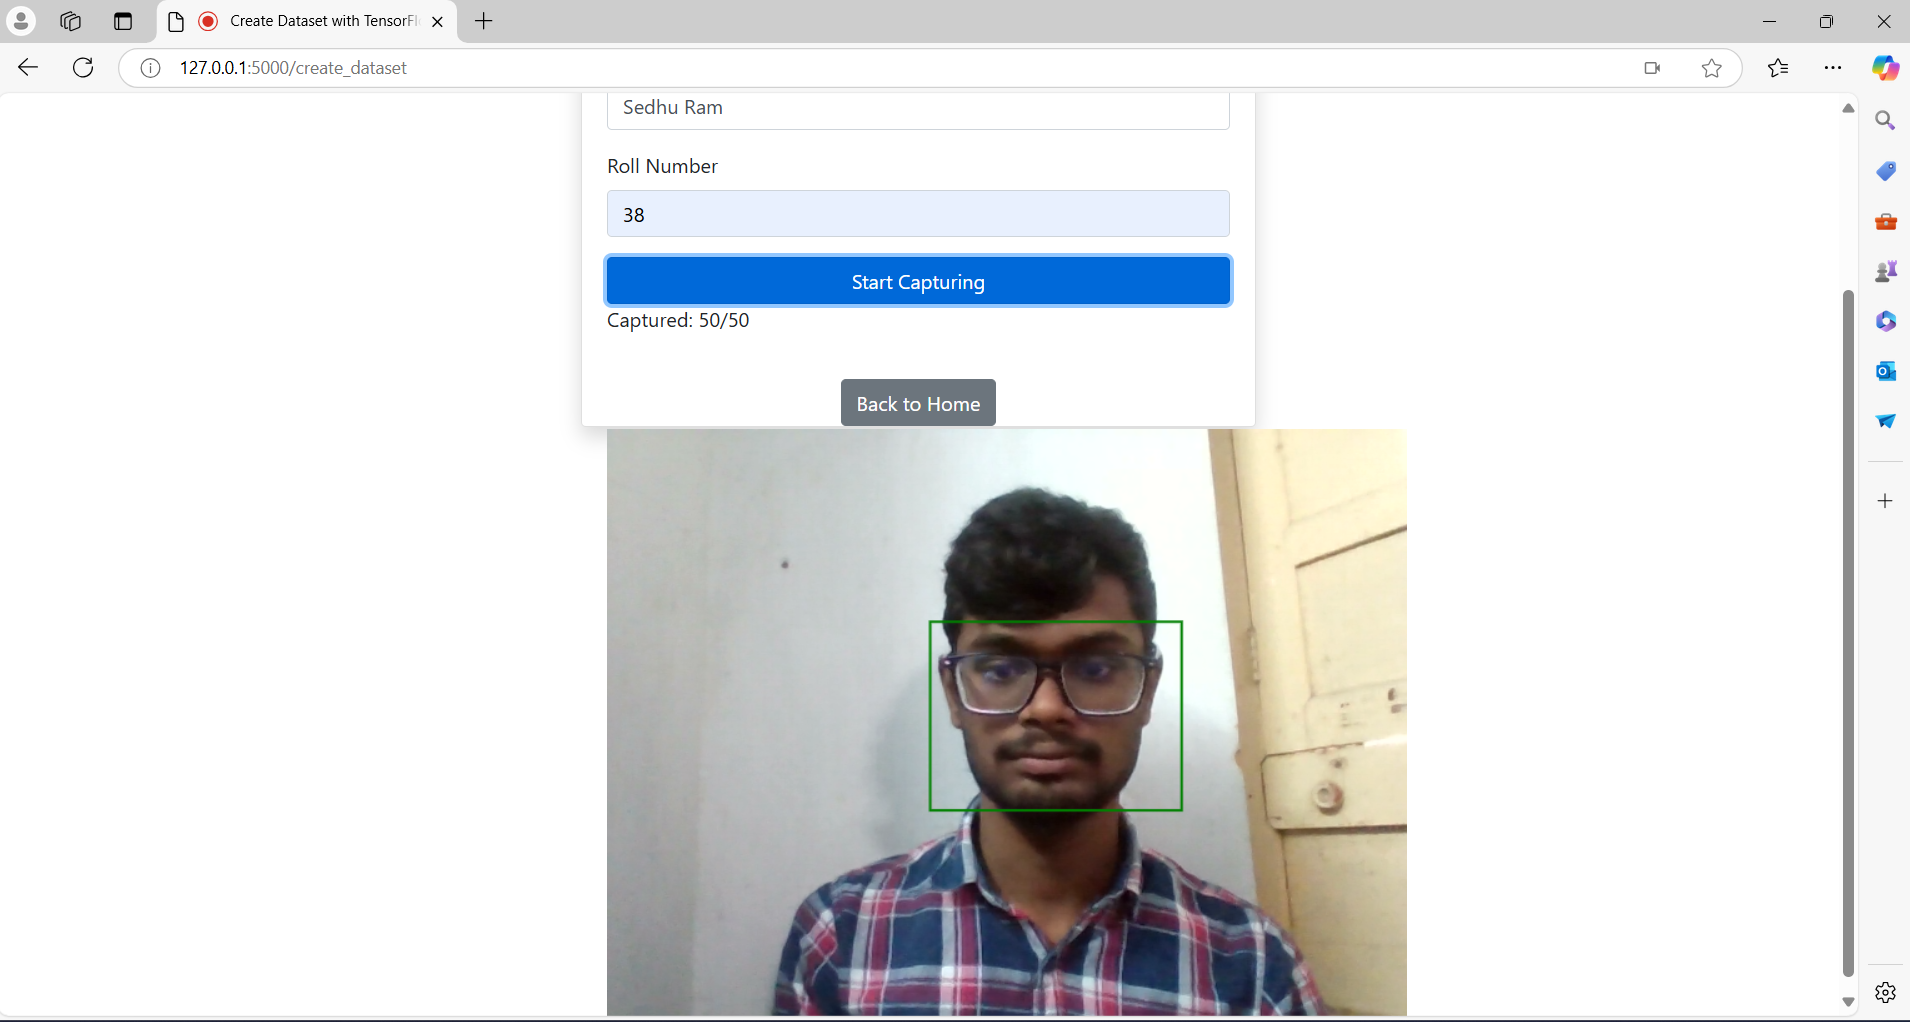 Create Dataset with TensorFl
127.0.0.1:5000/create_dataset
Sedhu Ram
Roll Number
38
Start Capturing
Captured: 50/50
Back to Home